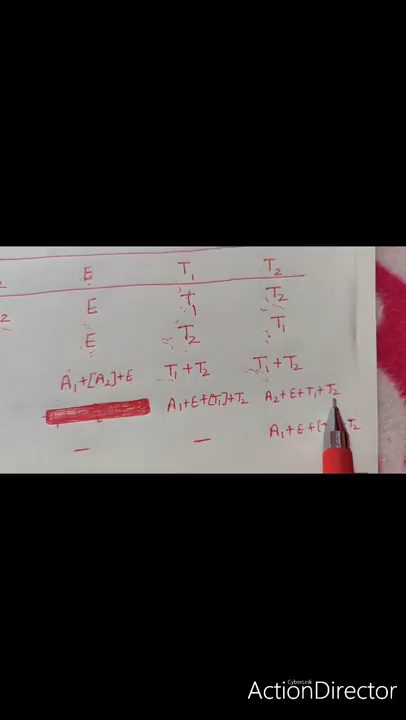 E T₁ T₂
E T₁ T₂
2 E T₂ T₁
A₁+[A₂]+E T₁+T₂ T₁+T₂
A₁+E+[T₁]+T₂ A₂+E+T₁+T₂
— — A₁+E+[ T₂
CyberLink
ActionDirector